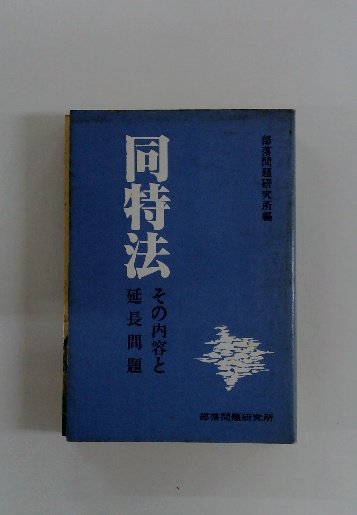 部落問題研究所編
同特法
その内容と
延長問題
部落問題研究所